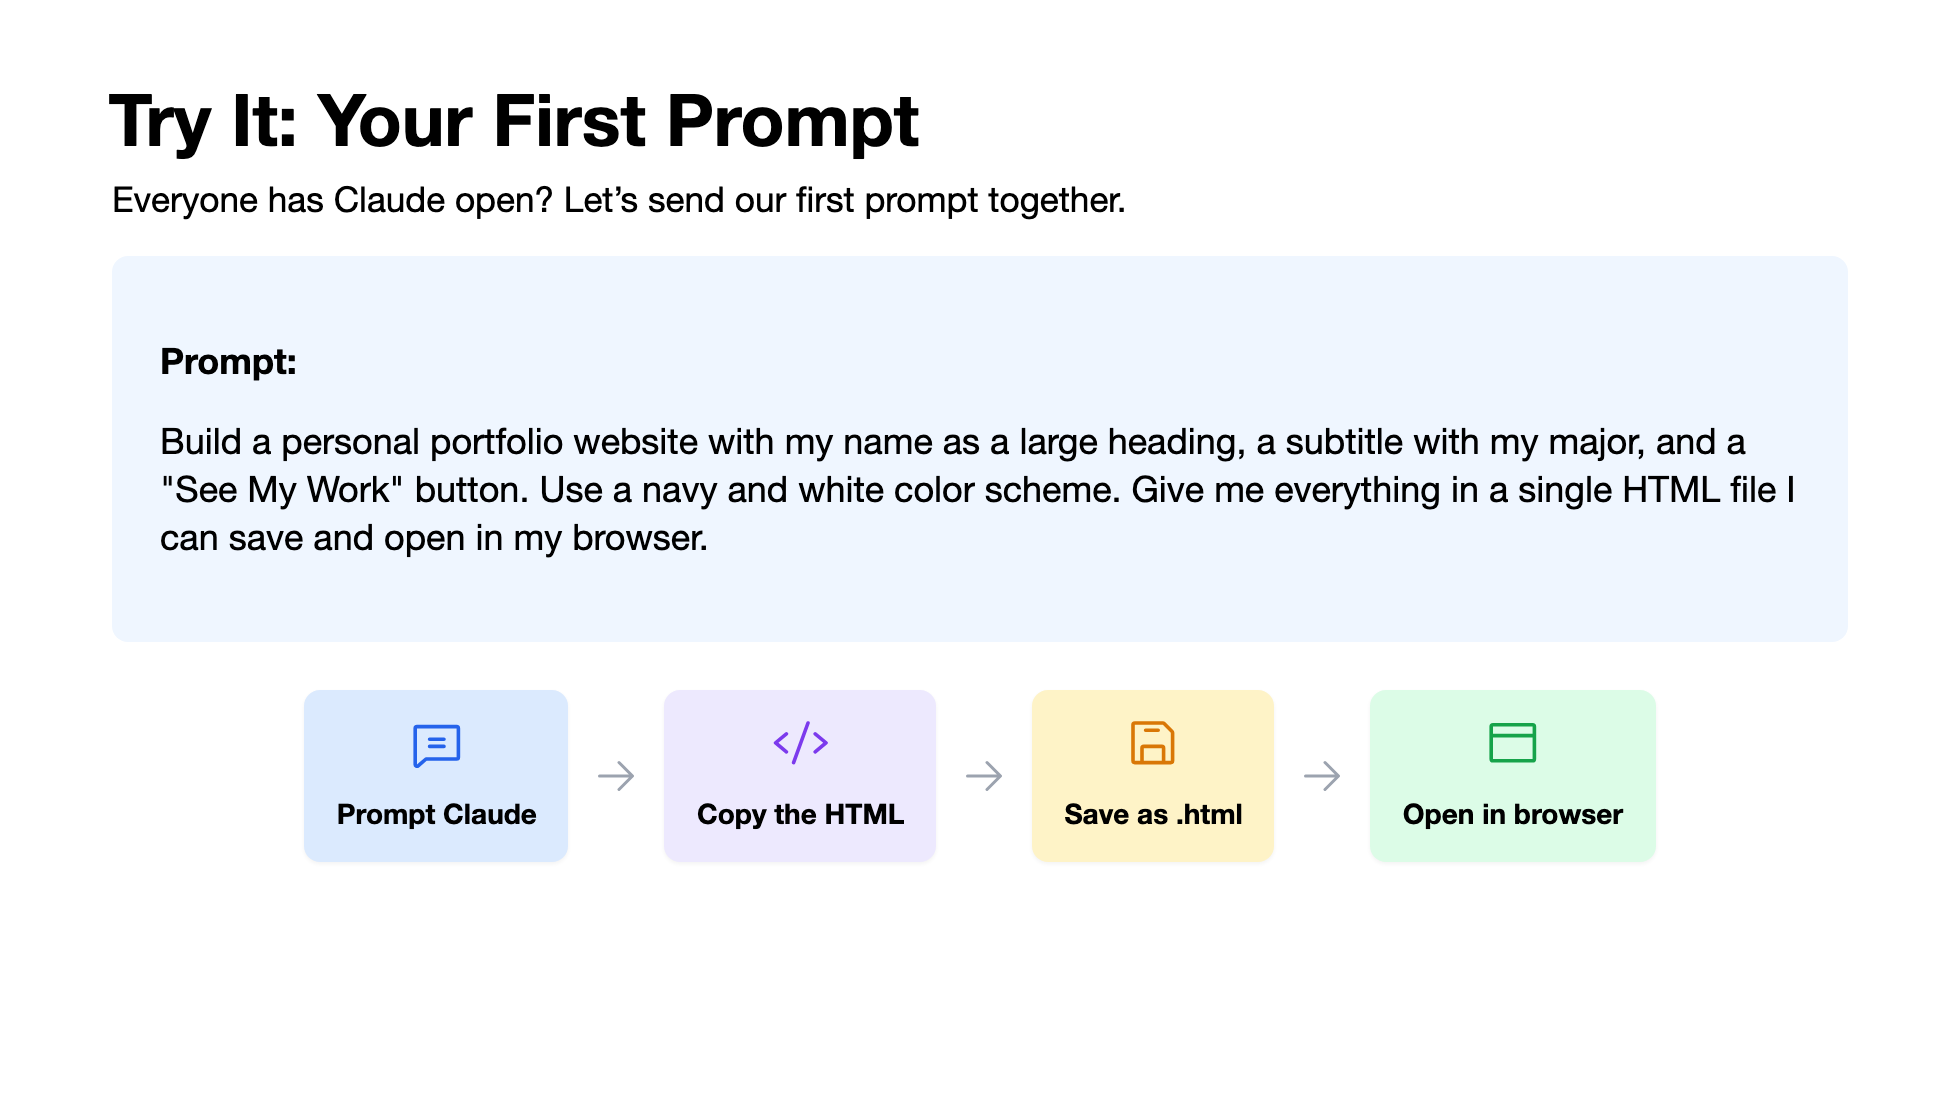 Try It: Your First Prompt
Everyone has Claude open? Let’s send our first prompt together.
Prompt:
Build a personal portfolio website with my name as a large heading, a subtitle with my major, and a
"See My Work" button. Use a navy and white color scheme. Give me everything in a single HTML file I
can save and open in my browser.
Prompt Claude
Copy the HTML
Save as .html
Open in browser